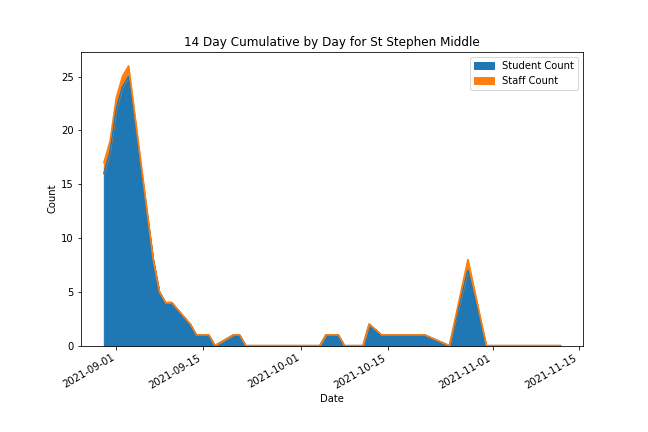 14 Day Cumulative by Day for St Stephen Middle
Student Count
Staff Count
25
20
15
10
5
0
Count
2021-09-01
2021-09-15
2021-10-01
2021-10-15
2021-11-01
2021-11-15
Date